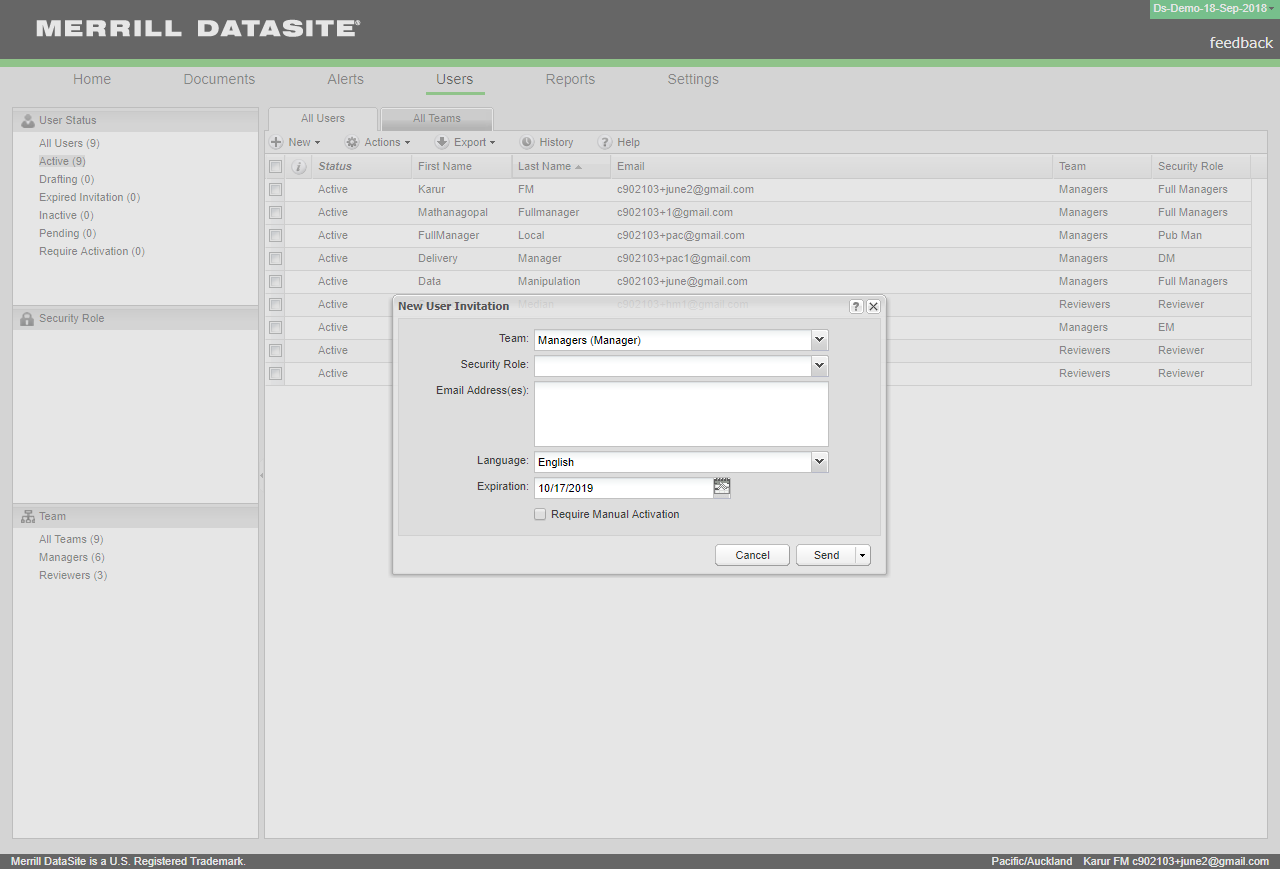 Ds-Demo-18-Sep-2018
MERRILL DATASITE®
feedback
Home Documents Alerts Users Reports Settings
User Status
All Users (9)
Active (9)
Drafting (0)
Expired Invitation (0)
Inactive (0)
Pending (0)
Require Activation (0)
Security Role
Team
All Teams (9)
Managers (6)
Reviewers (3)
All Users All Teams
New Actions Export History ? Help
i Status First Name Last Name Email Team Security Role
Active Karur FM c902103+june2@gmail.com Managers Full Managers
Active Mathanagopal Fullmanager c902103+1@gmail.com Managers Full Managers
Active FullManager Local c902103+pac@gmail.com Managers Pub Man
Active Delivery Manager c902103+pac1@gmail.com Managers DM
Active Data Manipulation c902103+june@gmail.com Managers Full Managers
Active Median c902103+hm1@gmail.com Reviewers Reviewer
Active Managers EM
Active Reviewers Reviewer
Active Reviewers Reviewer
New User Invitation ?
Team: Managers (Manager)
Security Role:
Email Address(es):
Language: English
Expiration: 10/17/2019
Require Manual Activation
Cancel Send
Merrill DataSite is a U.S. Registered Trademark. Pacific/Auckland Karur FM c902103+june2@gmail.com